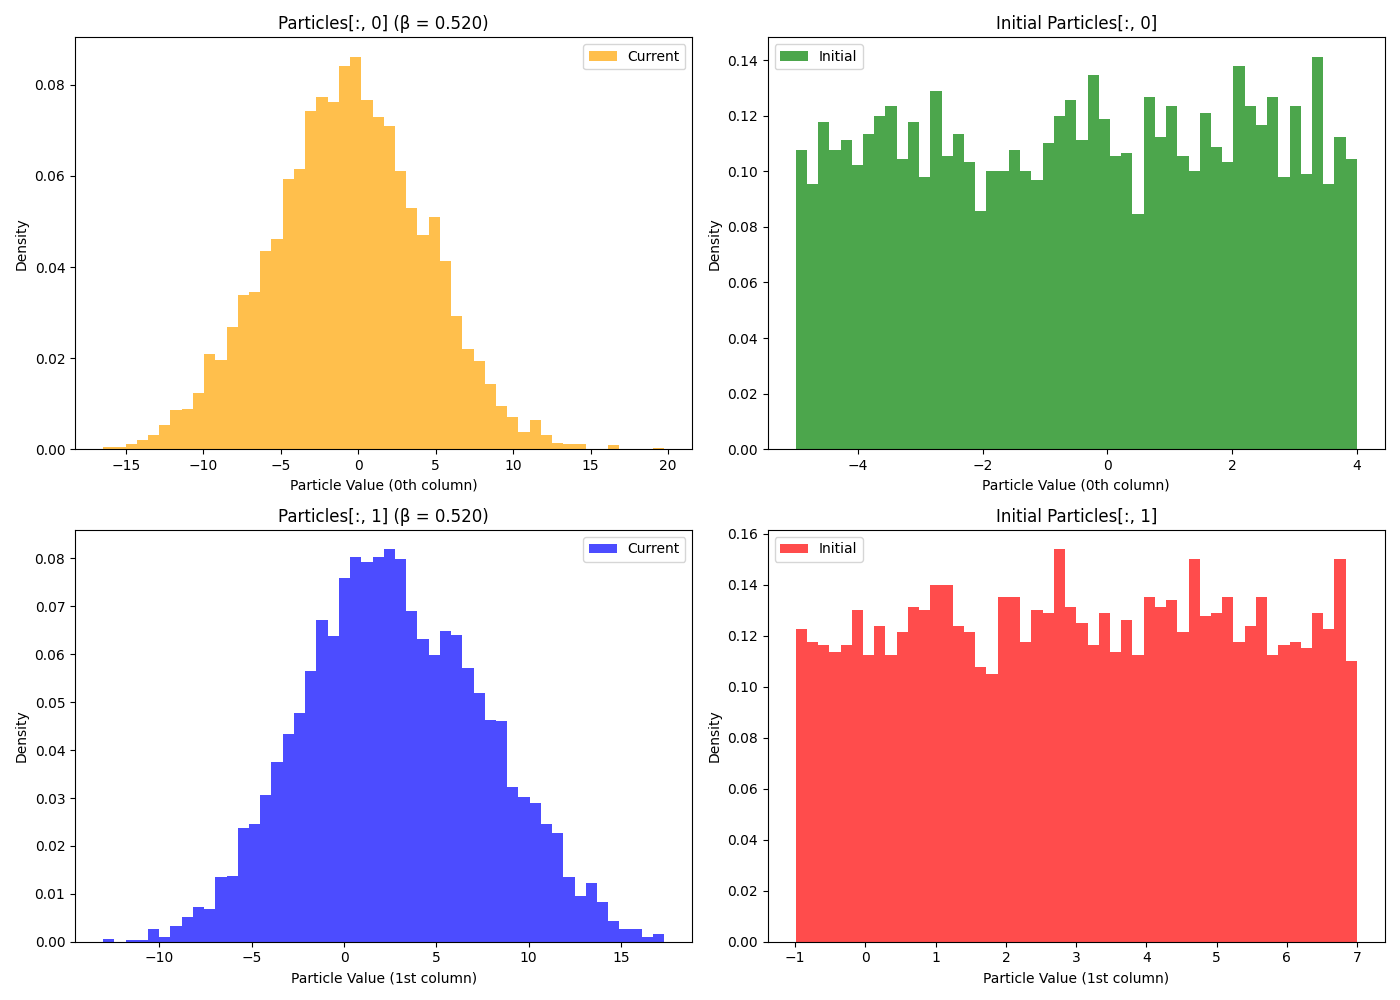 Particles[:, 0] (β = 0.520)
Current
Density
0.08
0.06
0.04
0.02
0.00
−15 −10 −5 0 5 10 15 20
Particle Value (0th column)
Initial Particles[:, 0]
Initial
Density
0.14
0.12
0.10
0.08
0.06
0.04
0.02
0.00
−4 −2 0 2 4
Particle Value (0th column)
Particles[:, 1] (β = 0.520)
Current
Density
0.08
0.07
0.06
0.05
0.04
0.03
0.02
0.01
0.00
−10 −5 0 5 10 15
Particle Value (1st column)
Initial Particles[:, 1]
Initial
Density
0.16
0.14
0.12
0.10
0.08
0.06
0.04
0.02
0.00
−1 0 1 2 3 4 5 6 7
Particle Value (1st column)